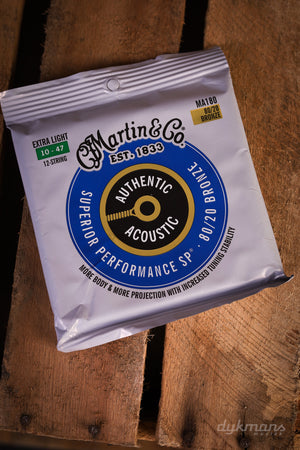 MA180
80/20
BRONZE
EXTRA LIGHT
10 - 47
12-STRING
Martin & Co.
EST. 1833
AUTHENTIC
ACOUSTIC
SUPERIOR PERFORMANCE SP® · 80/20 BRONZE
MORE BODY & MORE PROJECTION WITH INCREASED TUNING STABILITY
dykmans